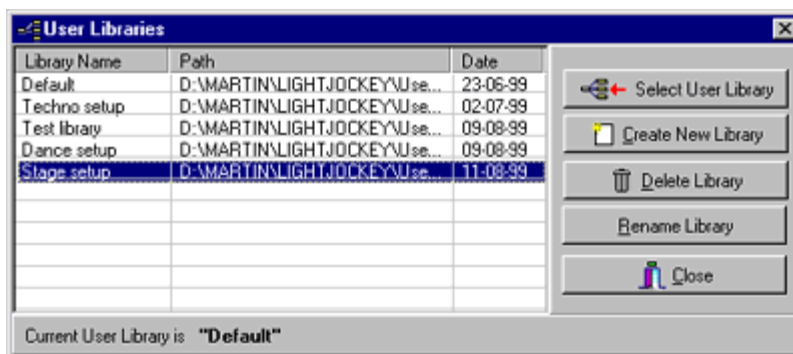 User Libraries
Library Name Path Date
Default D:\MARTIN\LIGHTJOCKEY\Use... 23-06-99
Techno setup D:\MARTIN\LIGHTJOCKEY\Use... 02-07-99
Test library D:\MARTIN\LIGHTJOCKEY\Use... 09-08-99
Dance setup D:\MARTIN\LIGHTJOCKEY\Use... 09-08-99
Stage setup D:\MARTIN\LIGHTJOCKEY\Use... 11-08-99
Select User Library
Create New Library
Delete Library
Rename Library
Close
Current User Library is "Default"